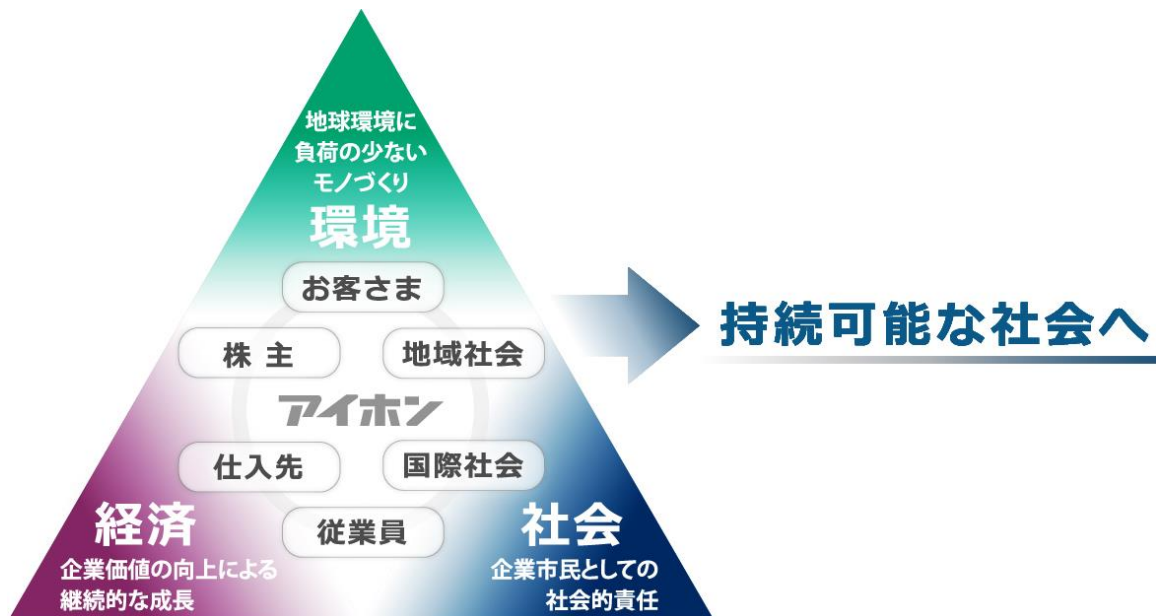 地球環境に
負荷の少ない
モノづくり
環境
お客さま
株主
地域社会
アイホン
仕入先
国際社会
従業員
経済
企業価値の向上による
継続的な成長
社会
企業市民としての
社会的責任
持続可能な社会へ